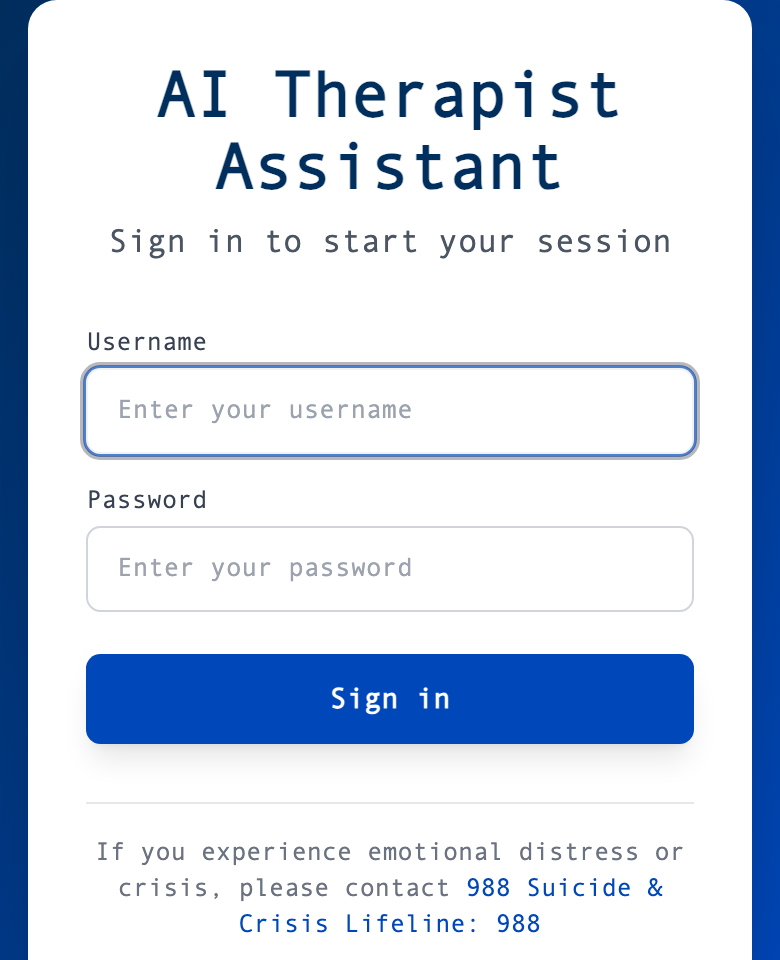 AI Therapist
Assistant
Sign in to start your session
Username
Enter your username
Password
Enter your password
Sign in
If you experience emotional distress or
crisis, please contact 988 Suicide &
Crisis Lifeline: 988